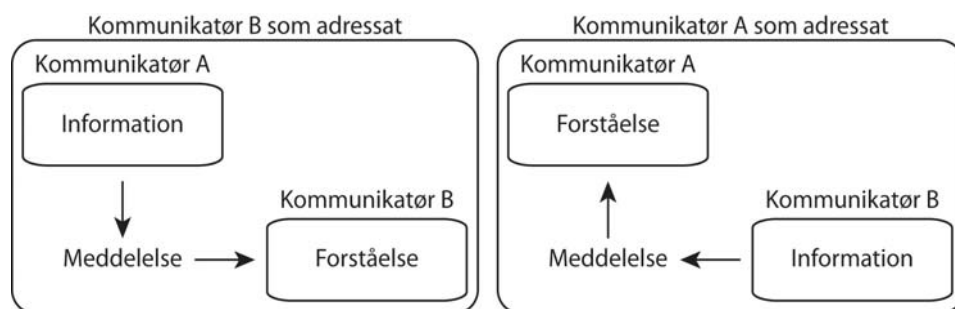 Kommunikatør B som adressat
Kommunikatør A
Information
Kommunikatør B
Meddelelse
Forståelse
Kommunikatør A som adressat
Kommunikatør A
Forståelse
Kommunikatør B
Meddelelse
Information